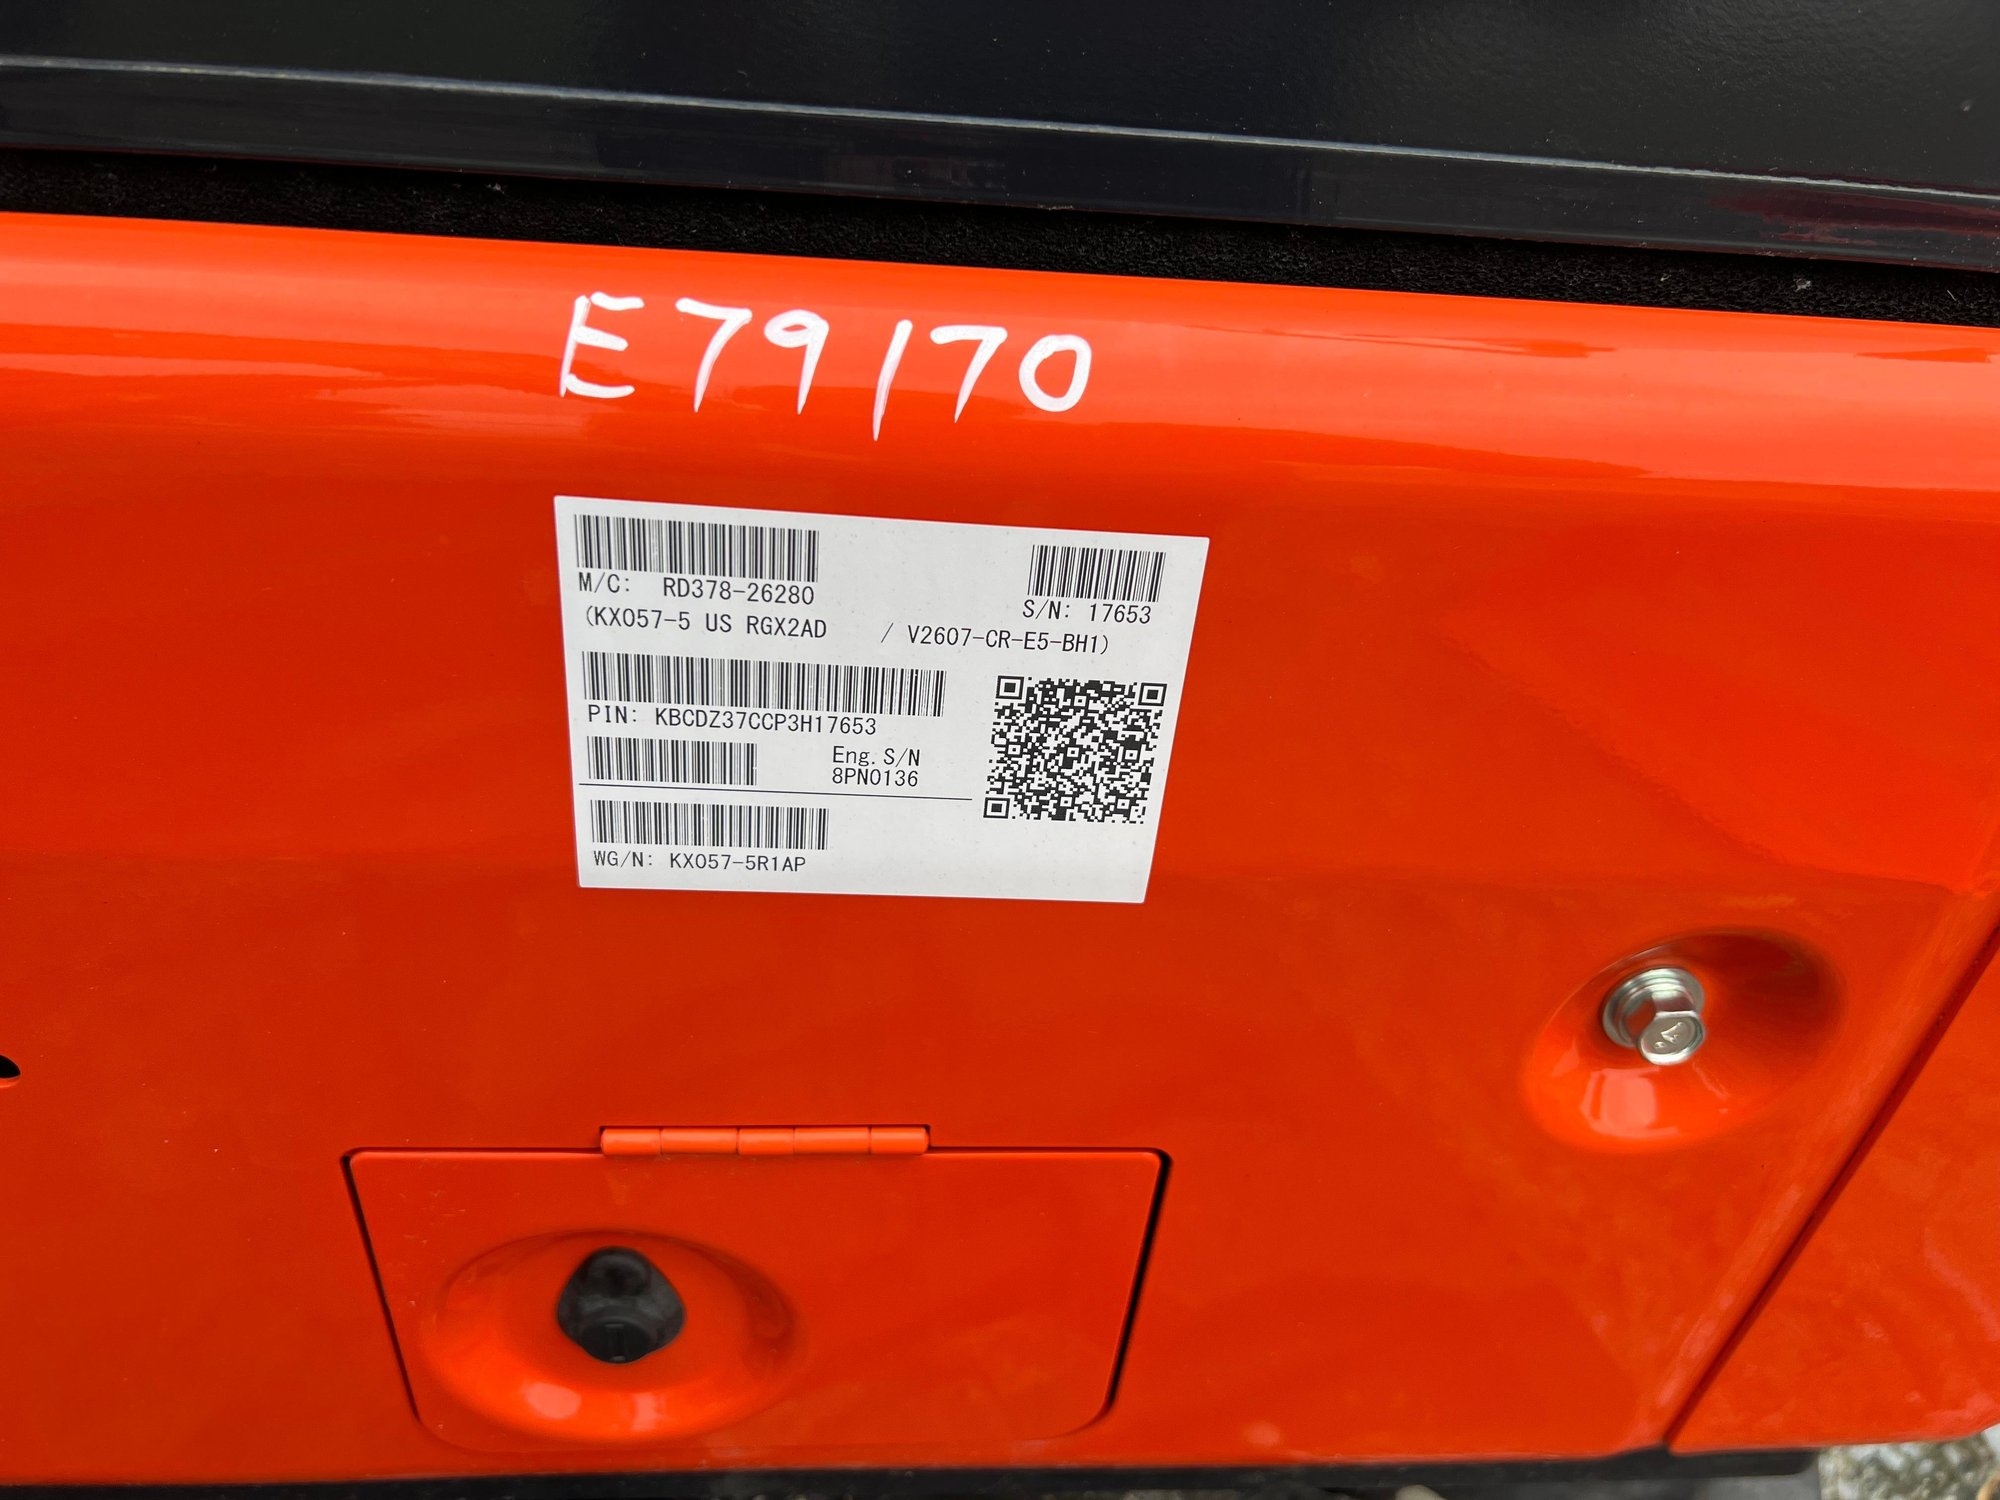 E79170
M/C: RD378-26280
S/N: 17653
(KX057-5 US RGX2AD / V2607-CR-E5-BH1)
PIN: KBCDZ37CCP3H17653
Eng. S/N
8PN0136
WG/N: KX057-5R1AP